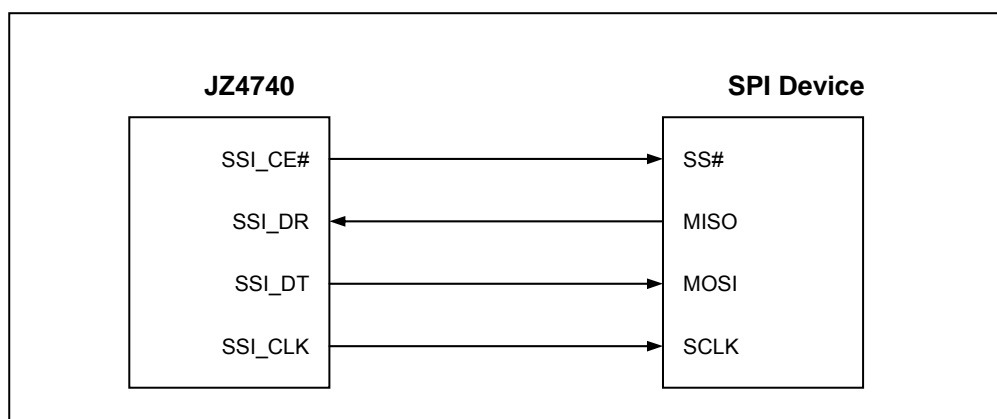 JZ4740
SPI Device
SSI_CE#
SS#
SSI_DR
MISO
SSI_DT
MOSI
SSI_CLK
SCLK